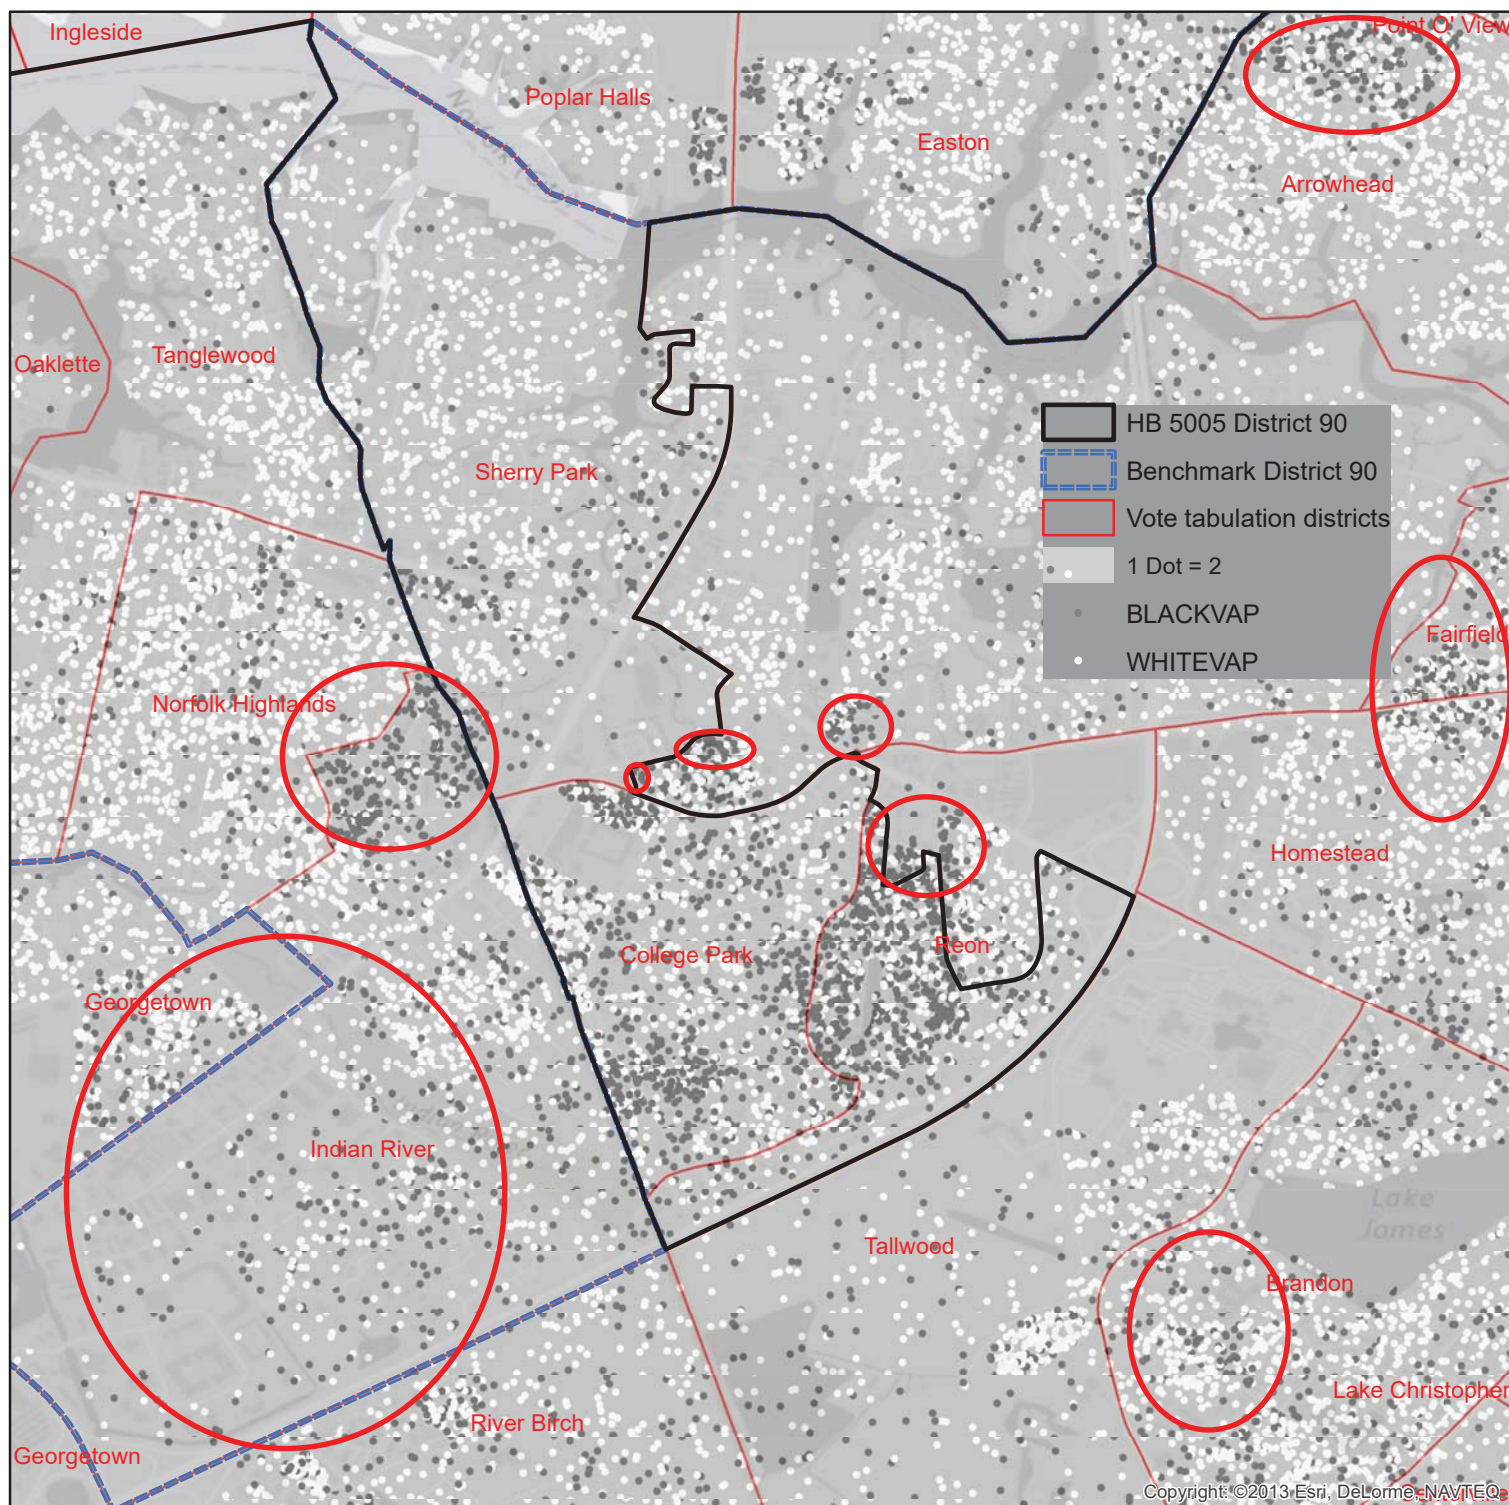 Ingleside
Point O' View
Poplar Halls
Easton
Arrowhead
Oaklette
Tanglewood
HB 5005 District 90
Benchmark District 90
Sherry Park
Vote tabulation districts
1 Dot = 2
BLACKVAP
WHITEVAP
Fairfield
Norfolk Highlands
Homestead
College Park
Reon
Georgetown
Indian River
Lake
James
Tallwood
Brandon
Lake Christopher
River Birch
Georgetown
Copyright: ©2013 Esri, DeLorme, NAVTEQ